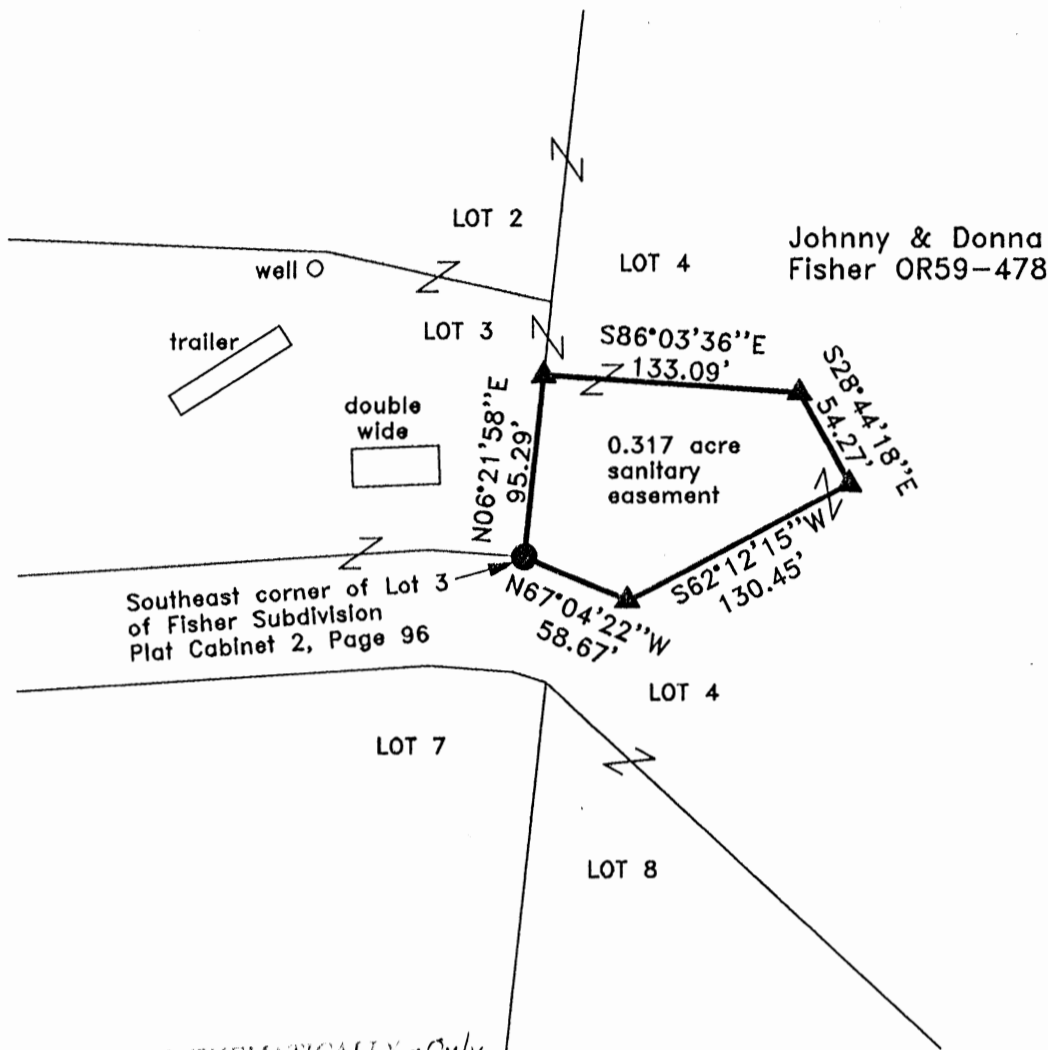 LOT 2
LOT 4
Johnny & Donna
Fisher OR59-478
well
LOT 3
trailer
S86°03'36''E
133.09'
S28°44'18''E
54.27'
double
wide
N06°21'58''E
95.29'
0.317 acre
sanitary
easement
S62°12'15''W
130.45'
N67°04'22''W
58.67'
Southeast corner of Lot 3
of Fisher Subdivision
Plat Cabinet 2, Page 96
LOT 4
LOT 7
LOT 8
Only